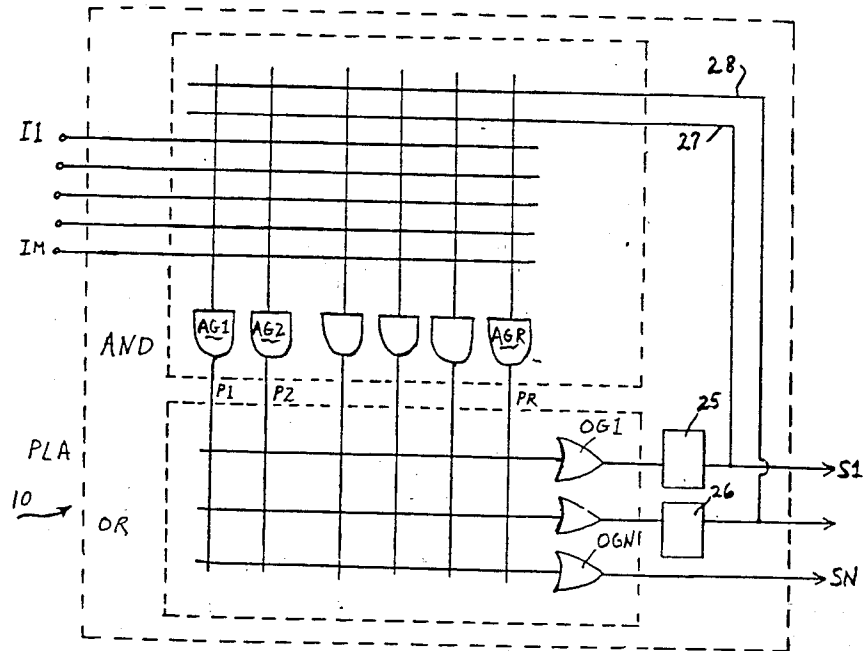 28
I1
27
IM
AG1 AG2 AGR
AND
P1 P2 PR
OG1 25
PLA
S1
10
26
OR
OGN
SN